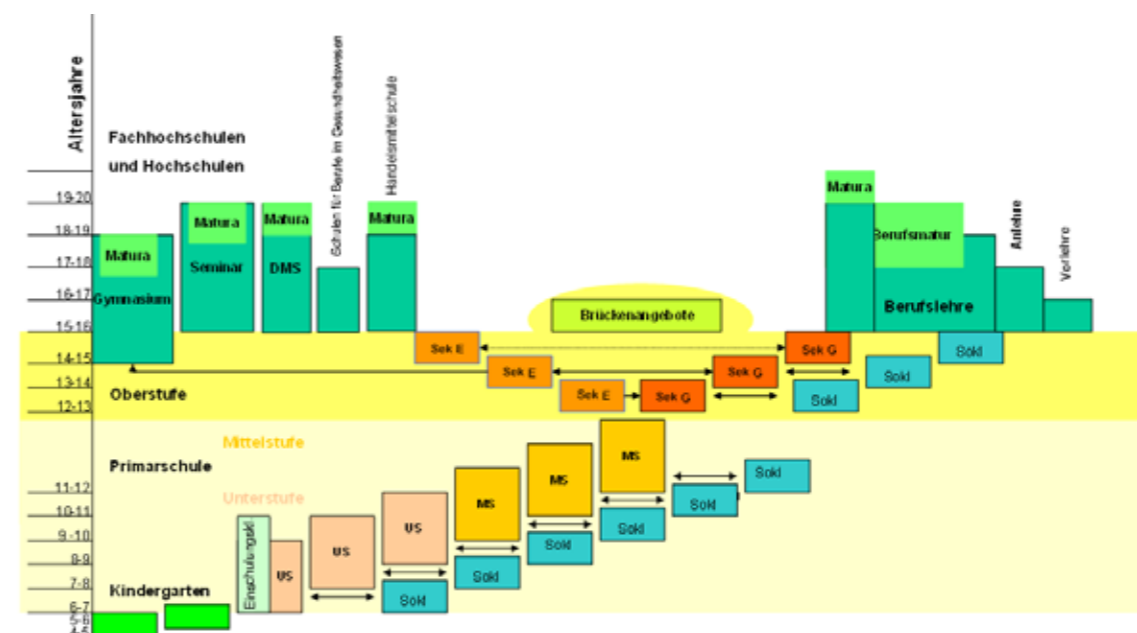 Altersjahre
Fachhochschulen
und Hochschulen
19-20
18-19
17-18
16-17
15-16
14-15
13-14
12-13
11-12
10-11
9-10
8-9
7-8
6-7
5-6
4-5
Matura
Gymnasium
Matura
Seminar
Matura
DMS
Schulen für Berufe im Gesundheitswesen
Handelsmittelschule
Matura
Brückenangebote
Matura
Berufsmatur
Berufslehre
Anlehre
Vorlehre
Sek E
Sek G
Sokl
Sek E
Sek G
Sokl
Oberstufe
Sek E
Sek G
Sokl
Mittelstufe
Primarschule
MS
MS
MS
Sokl
Unterstufe
Sokl
Einschulungskl.
US
US
US
Sokl
Sokl
Sokl
Sokl
Kindergarten